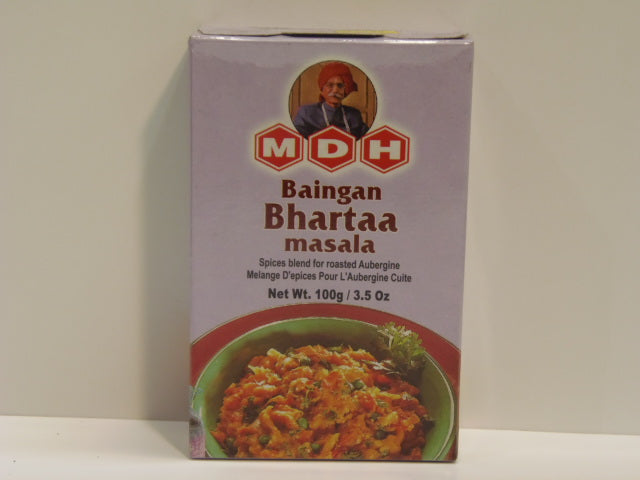 MDH
Baingan
Bhartaa
masala
Spices blend for roasted Aubergine
Melange D'epices Pour L'Aubergine Cuite
Net Wt. 100g / 3.5 Oz